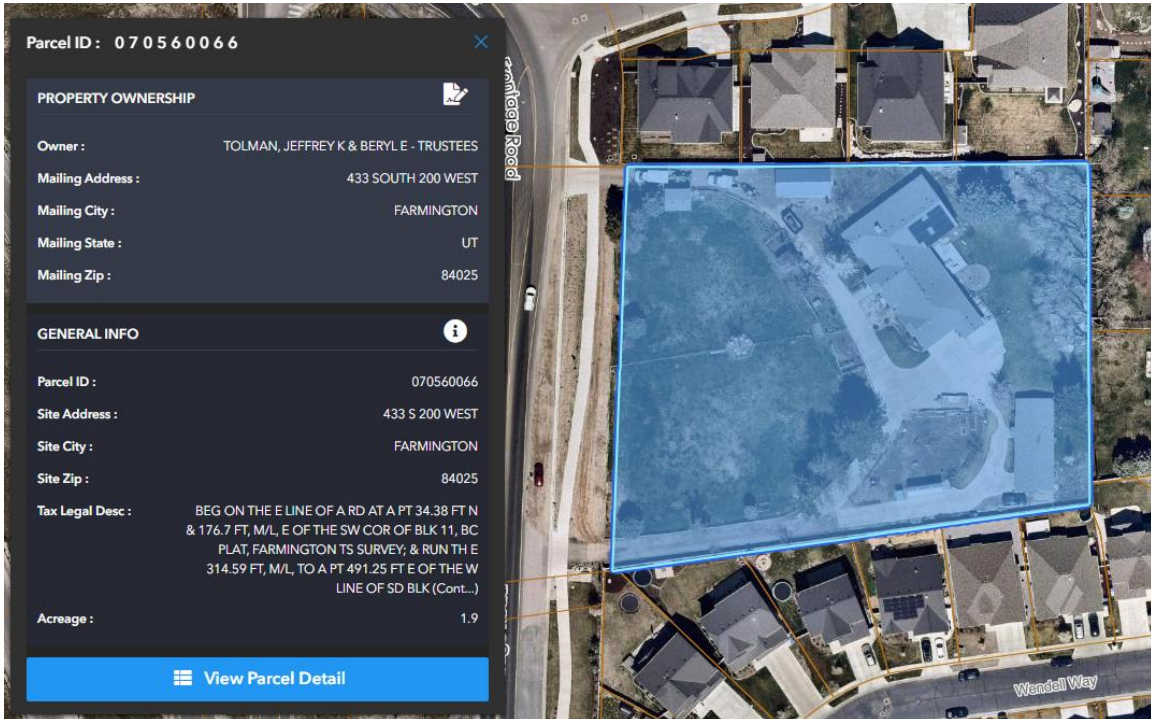 Parcel ID : 070560066
PROPERTY OWNERSHIP
Owner : TOLMAN, JEFFREY K & BERYL E - TRUSTEES
Mailing Address : 433 SOUTH 200 WEST
Mailing City : FARMINGTON
Mailing State : UT
Mailing Zip : 84025
GENERAL INFO
Parcel ID : 070560066
Site Address : 433 S 200 WEST
Site City : FARMINGTON
Site Zip : 84025
Tax Legal Desc : BEG ON THE E LINE OF A RD AT A PT 34.38 FT N
& 176.7 FT, M/L, E OF THE SW COR OF BLK 11, BC
PLAT, FARMINGTON TS SURVEY; & RUN TH E
314.59 FT, M/L, TO A PT 491.25 FT E OF THE W
LINE OF SD BLK (Cont...)
Acreage : 1.9
View Parcel Detail
Road
Wendell Way